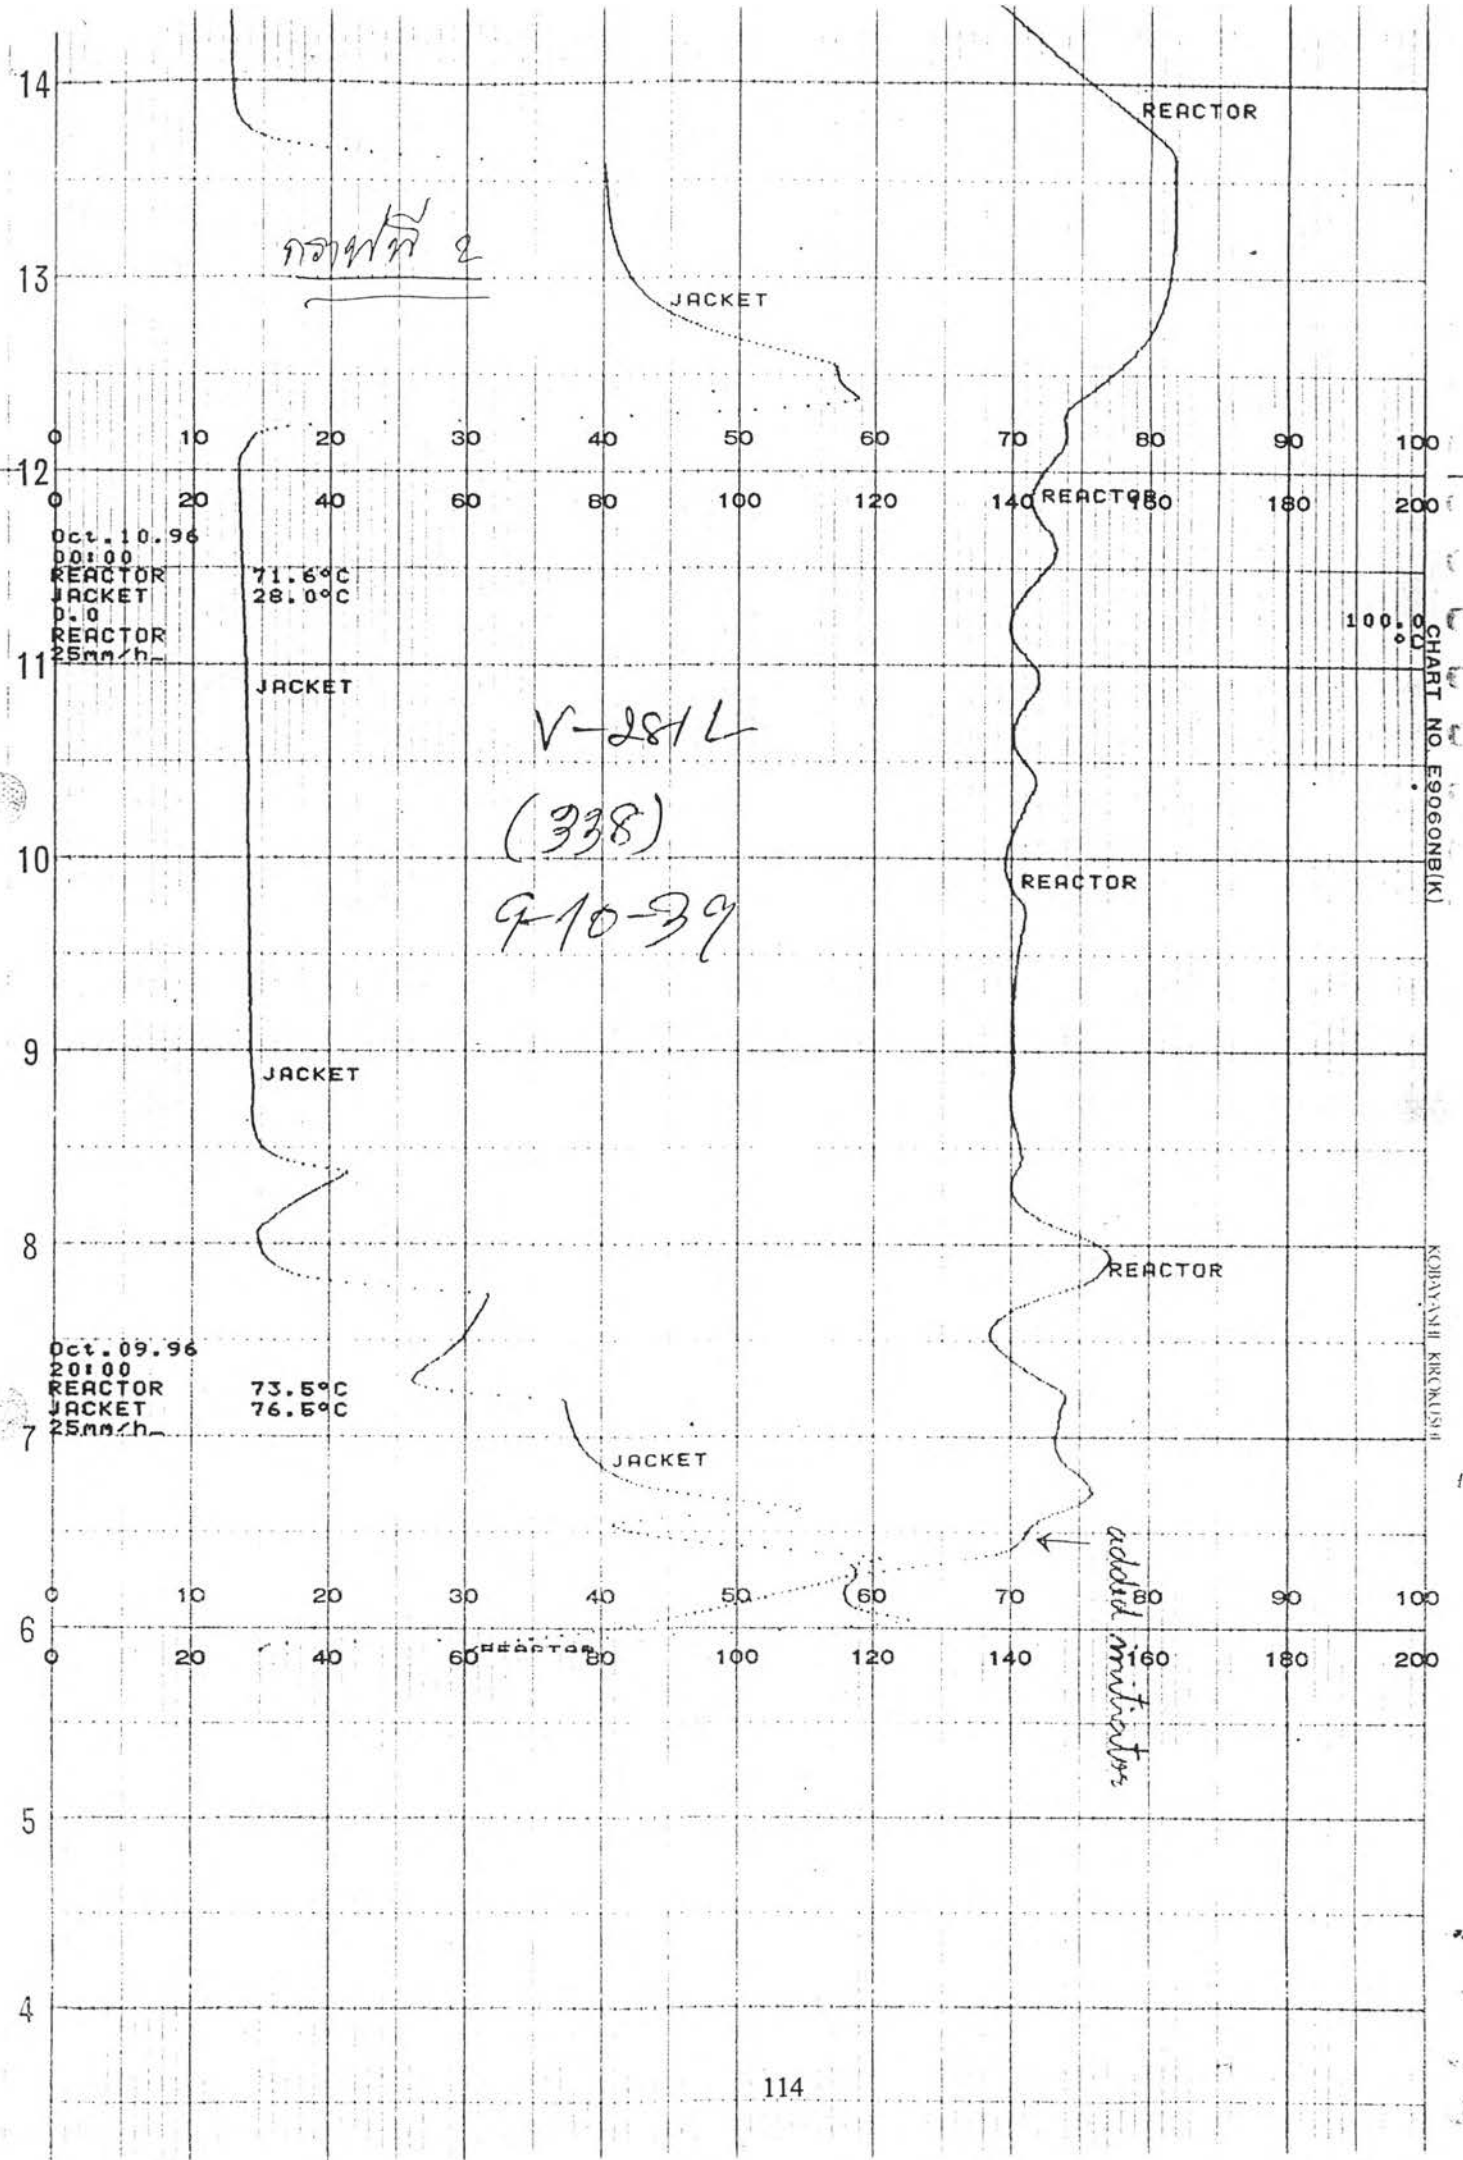 14
REACTOR
กราฟที่ 2
13
JACKET
0 10 20 30 40 50 60 70 80 90 100
12
0 20 40 60 80 100 120 140 REACTOR 160 180 200
Oct.10.96
00:00
REACTOR 71.6°C
JACKET 28.0°C
0.0
REACTOR
25mm/h
100.0
°C
CHART NO. E9060NB(K)
11
JACKET
V-281L
(338)
9-10-39
10
REACTOR
9
JACKET
8
REACTOR
KOBAYASHI KIROKUSHI
Oct.09.96
20:00
REACTOR 73.5°C
JACKET 76.5°C
25mm/h
7
JACKET
added initiator
0 10 20 30 40 50 60 70 80 90 100
6
REACTOR
0 20 40 60 80 100 120 140 160 180 200
5
4
114